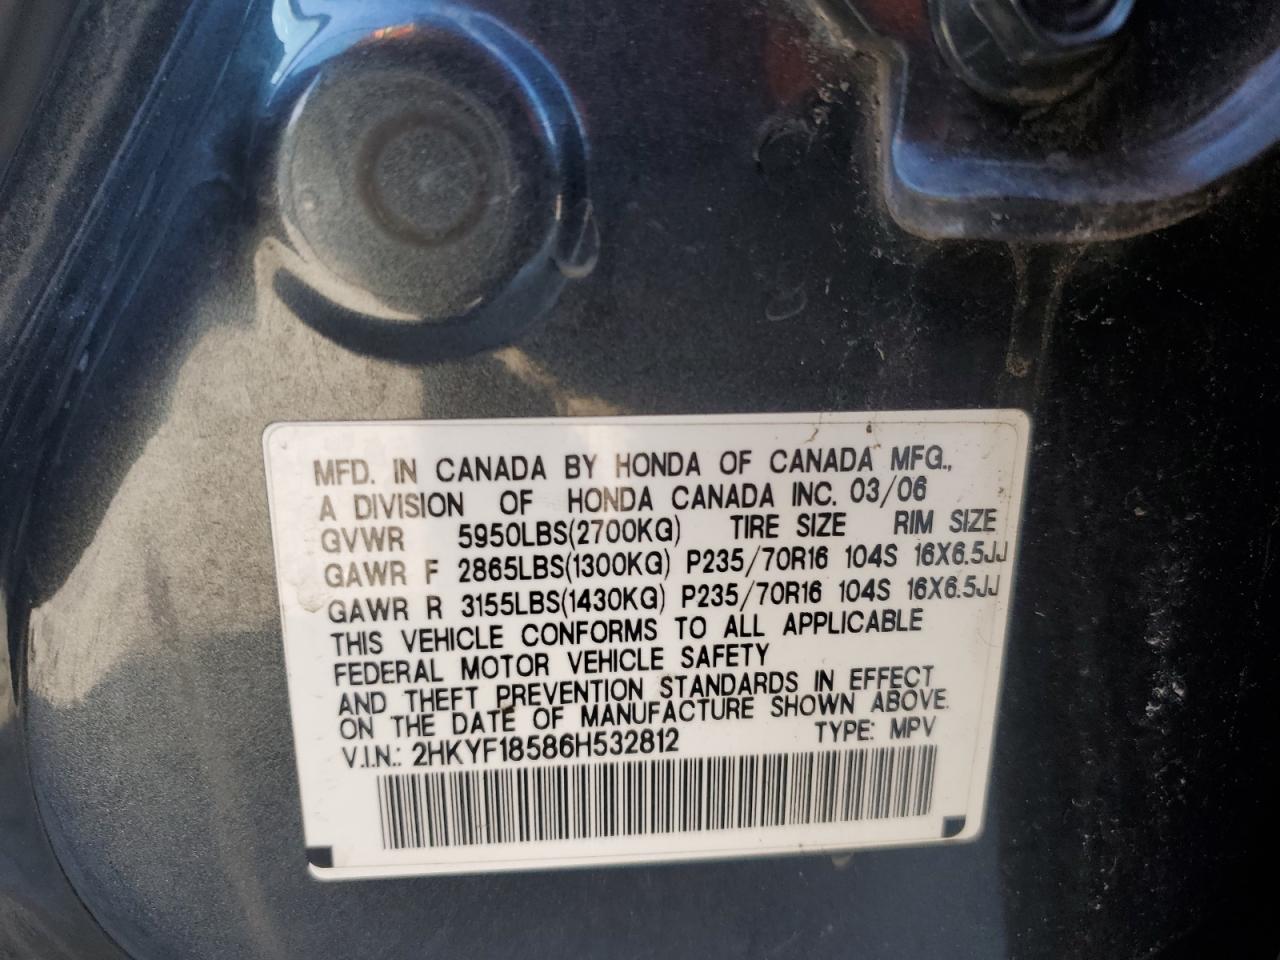 MFD. IN CANADA BY HONDA OF CANADA MFG.,
A DIVISION OF HONDA CANADA INC. 03/06
GVWR 5950LBS(2700KG) TIRE SIZE RIM SIZE
GAWR F 2865LBS(1300KG) P235/70R16 104S 16X6.5JJ
GAWR R 3155LBS(1430KG) P235/70R16 104S 16X6.5JJ
THIS VEHICLE CONFORMS TO ALL APPLICABLE
FEDERAL MOTOR VEHICLE SAFETY
AND THEFT PREVENTION STANDARDS IN EFFECT
ON THE DATE OF MANUFACTURE SHOWN ABOVE.
V.I.N.: 2HKYF18586H532812 TYPE: MPV